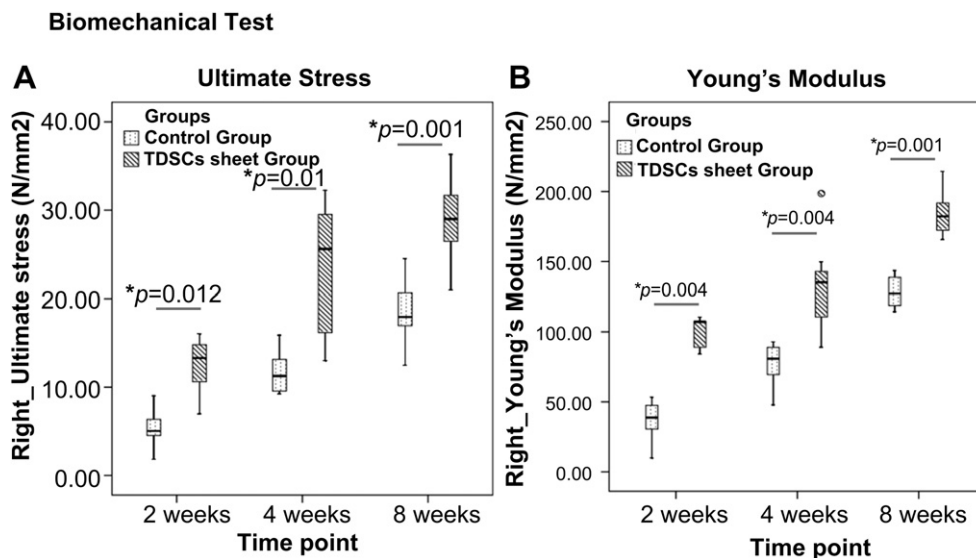 Biomechanical Test
A
Ultimate Stress
Right_Ultimate stress (N/mm2)
40.00
30.00
20.00
10.00
0.00
Groups
Control Group
TDSCs sheet Group
*p=0.012
*p=0.01
*p=0.001
2 weeks
4 weeks
8 weeks
Time point
B
Young's Modulus
Right_Young's Modulus (N/mm2)
250.00
200.00
150.00
100.00
50.00
0.00
Groups
Control Group
TDSCs sheet Group
*p=0.004
*p=0.004
*p=0.001
2 weeks
4 weeks
8 weeks
Time point